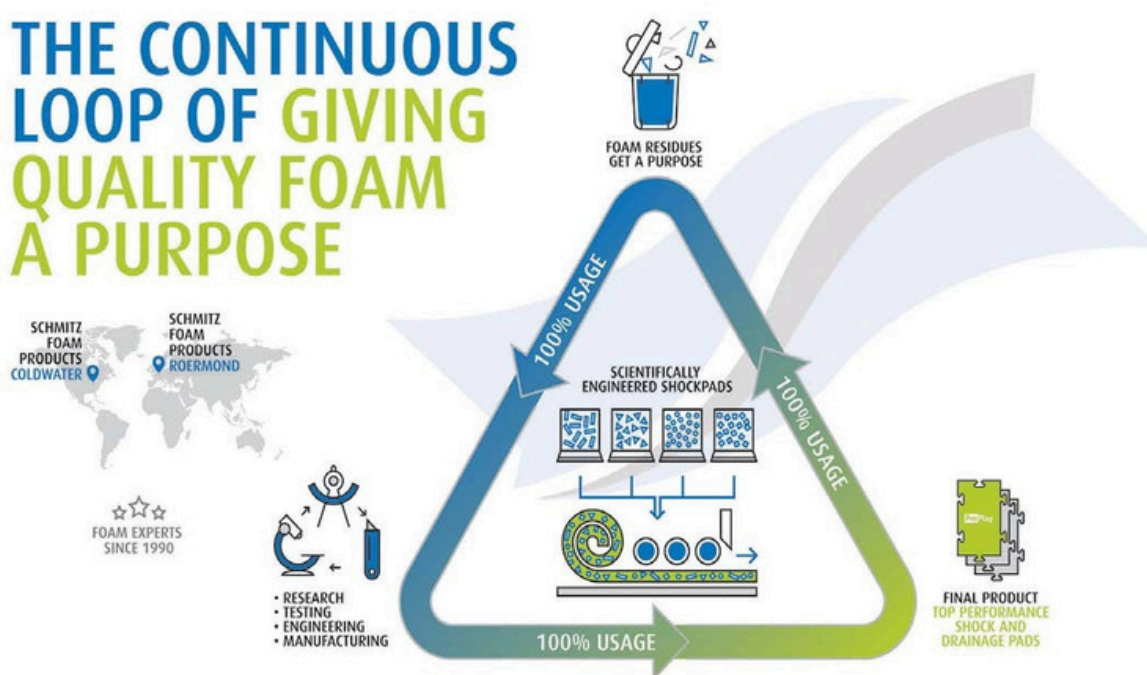 THE CONTINUOUS
LOOP OF GIVING
QUALITY FOAM
A PURPOSE
FOAM RESIDUES
GET A PURPOSE
SCHMITZ
FOAM
PRODUCTS
COLDWATER
SCHMITZ
FOAM
PRODUCTS
ROERMOND
FOAM EXPERTS
SINCE 1990
100% USAGE
SCIENTIFICALLY
ENGINEERED SHOCKPADS
100% USAGE
• RESEARCH
• TESTING
• ENGINEERING
• MANUFACTURING
100% USAGE
ProPlay
FINAL PRODUCT
TOP PERFORMANCE
SHOCK AND
DRAINAGE PADS